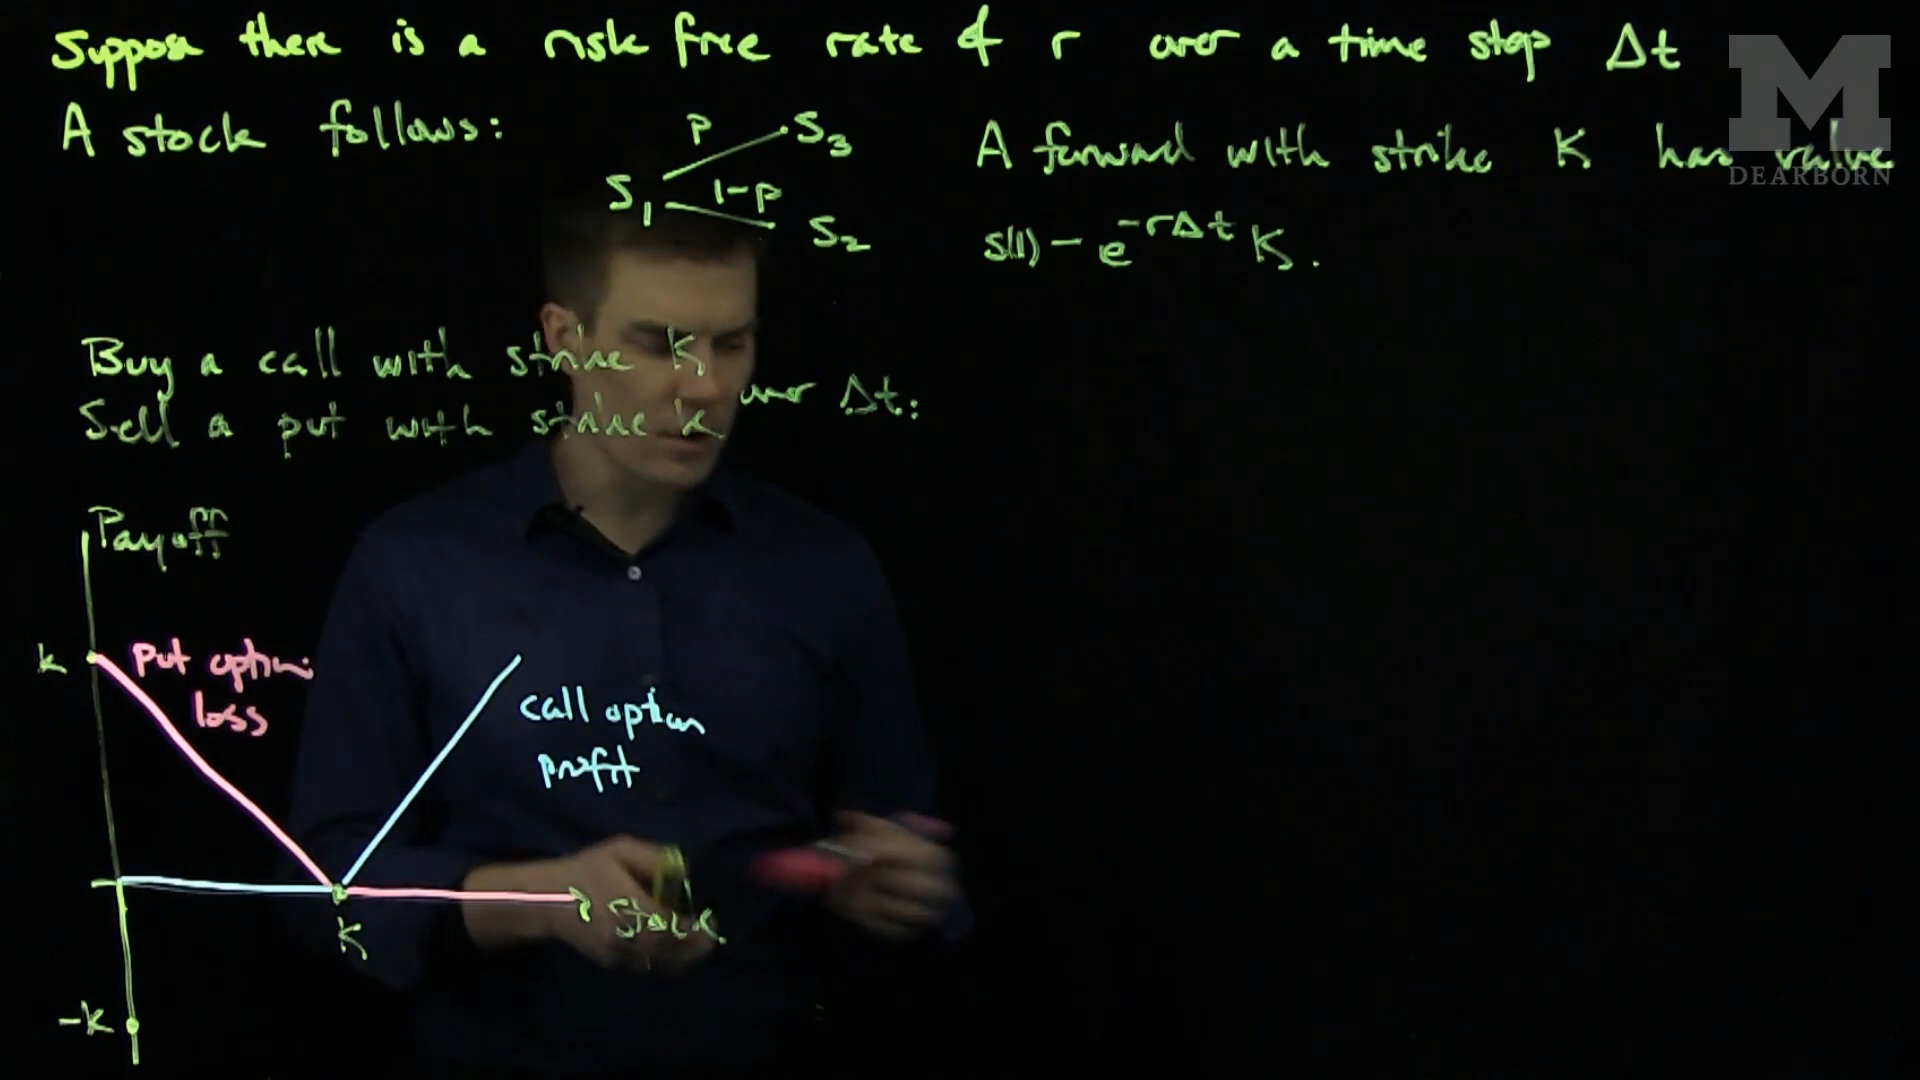 Suppose there is a risk free rate of r over a time step Δt
A stock follows:
p
S3
S1
1-p
S2
A forward with strike K has value
S(1) - e^{-rΔt} K.
Buy a call with strike K
Sell a put with strike K
over Δt:
Payoff
K
put option
loss
call option
profit
K
Stock
-K
M
DEARBORN